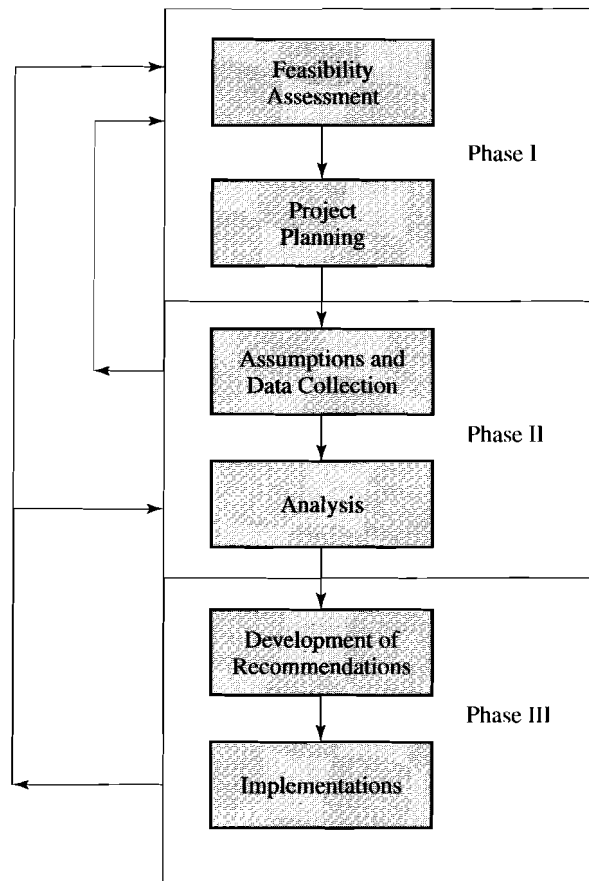 Feasibility
Assessment
Phase I
Project
Planning
Assumptions and
Data Collection
Phase II
Analysis
Development of
Recommendations
Phase III
Implementations